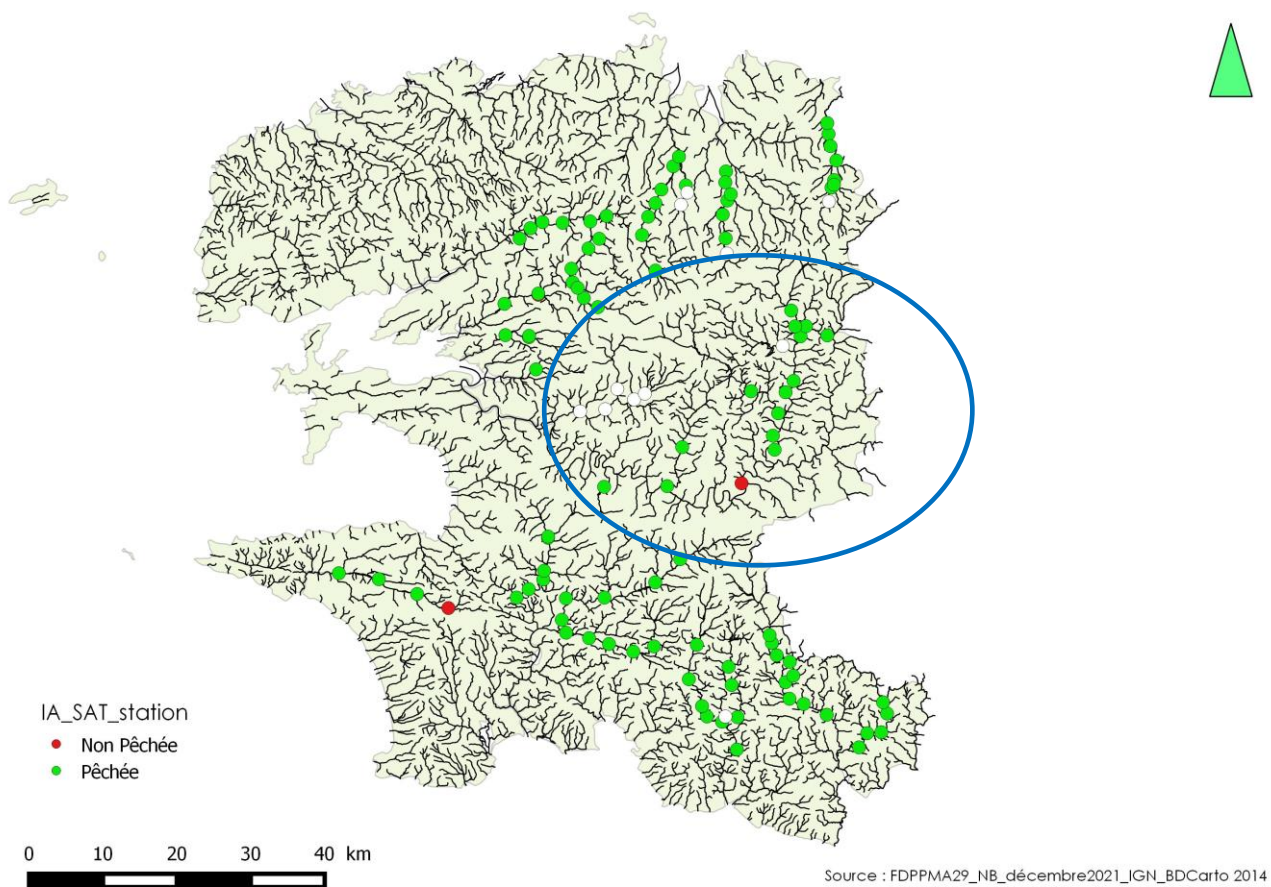 IA_SAT_station
Non Pêchée
Pêchée
0 10 20 30 40 km
Source : FDPPMA29_NB_décembre2021_IGN_BDCarto 2014